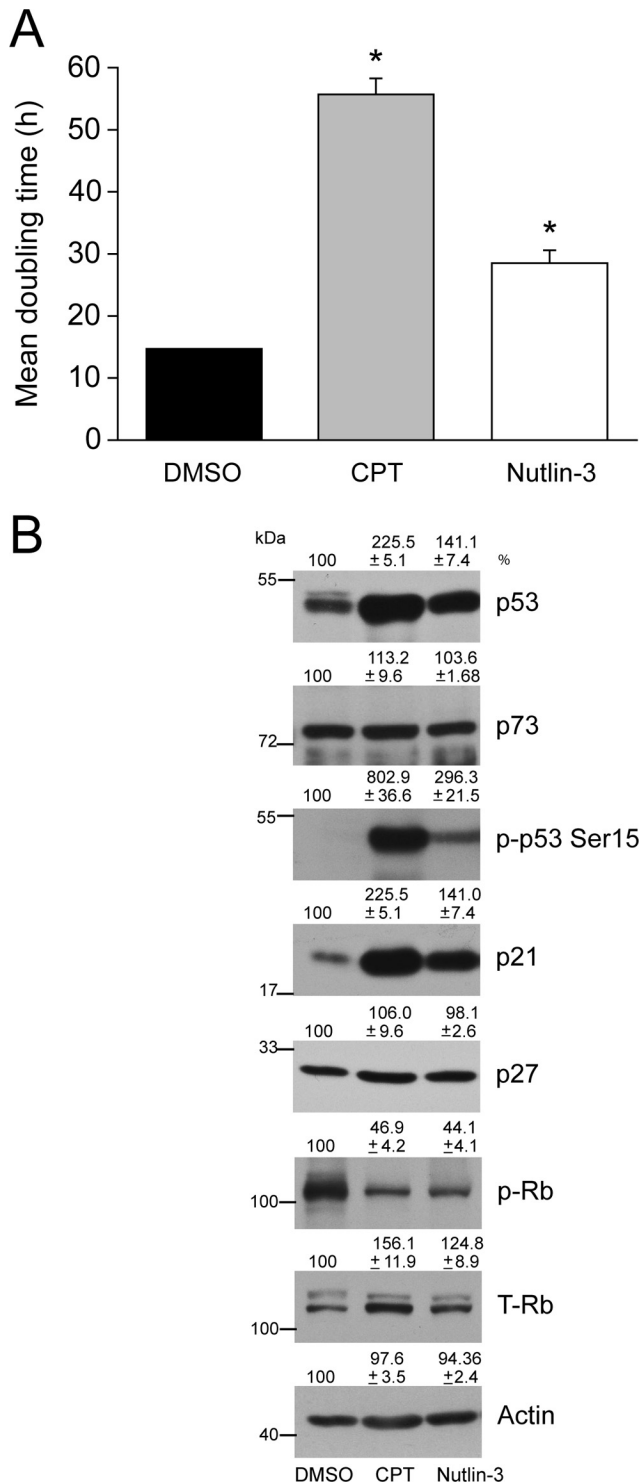 A
Mean doubling time (h)
60
50
40
30
20
10
0
*
*
DMSO CPT Nutlin-3
B
kDa
100 225.5 ± 5.1 141.1 ± 7.4 %
55
p53
100 113.2 ± 9.6 103.6 ±1.68
72
p73
100 802.9 ±36.6 296.3 ±21.5
55
p-p53 Ser15
100 225.5 ± 5.1 141.0 ±7.4
17
p21
100 106.0 ± 9.6 98.1 ±2.6
33
p27
100 46.9 ± 4.2 44.1 ±4.1
100
p-Rb
100 156.1 ± 11.9 124.8 ±8.9
100
T-Rb
100 97.6 ± 3.5 94.36 ±2.4
40
Actin
DMSO CPT Nutlin-3